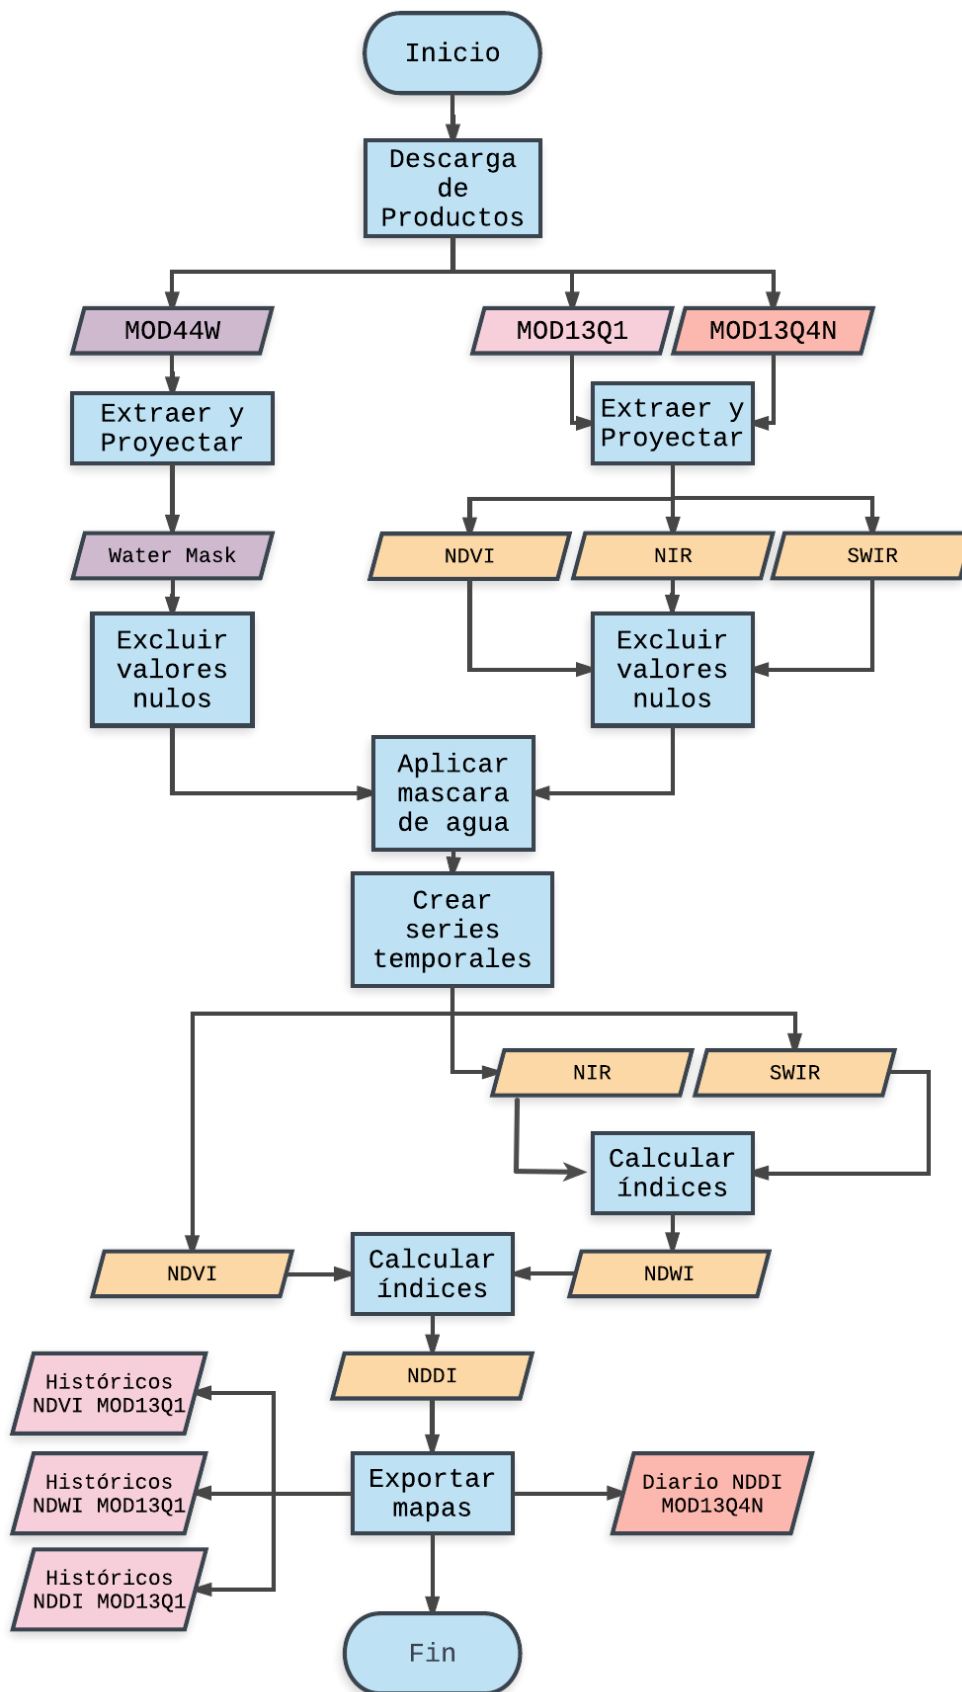 Inicio
Descarga
de
Productos
MOD44W
MOD13Q1
MOD13Q4N
Extraer y
Proyectar
Extraer y
Proyectar
Water Mask
NDVI
NIR
SWIR
Excluir
valores
nulos
Excluir
valores
nulos
Aplicar
mascara
de agua
Crear
series
temporales
NIR
SWIR
Calcular
índices
NDVI
Calcular
índices
NDWI
NDDI
Históricos
NDVI MOD13Q1
Históricos
NDWI MOD13Q1
Históricos
NDDI MOD13Q1
Exportar
mapas
Diario NDDI
MOD13Q4N
Fin